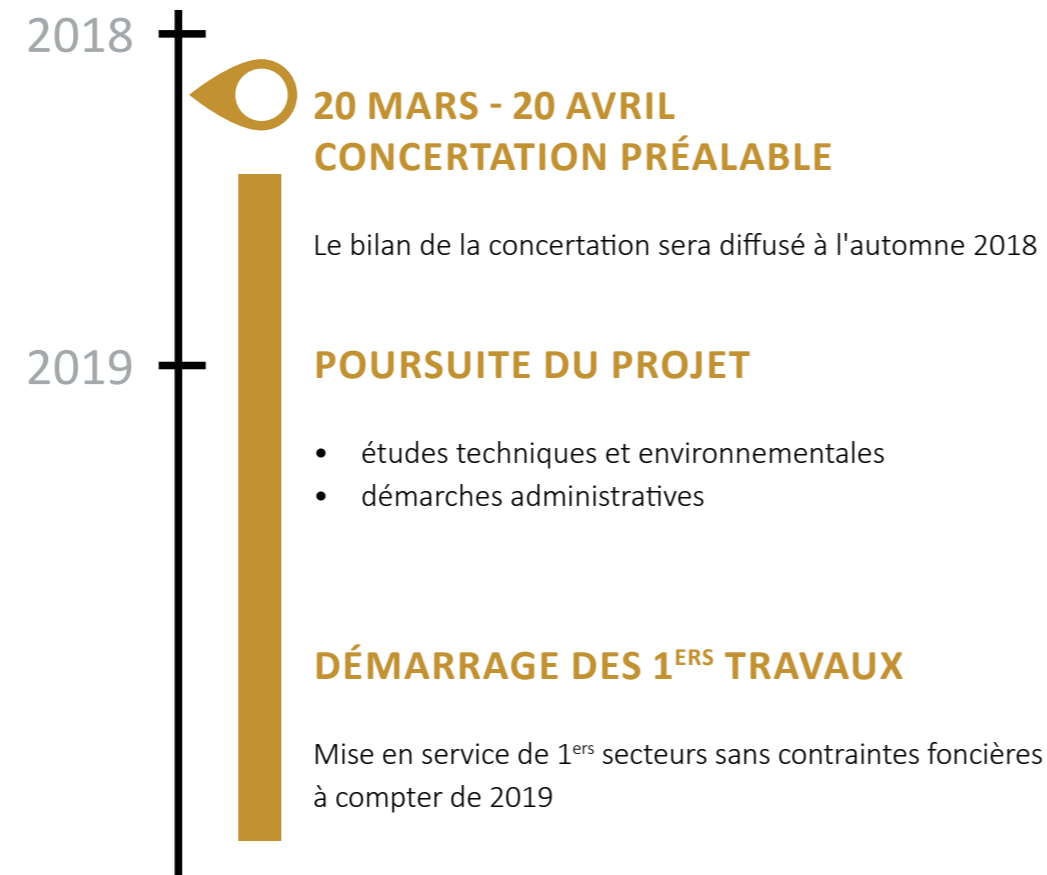 2018
20 MARS - 20 AVRIL
CONCERTATION PRÉALABLE
Le bilan de la concertation sera diffusé à l'automne 2018
2019
POURSUITE DU PROJET
• études techniques et environnementales
• démarches administratives
DÉMARRAGE DES 1ERS TRAVAUX
Mise en service de 1ers secteurs sans contraintes foncières
à compter de 2019